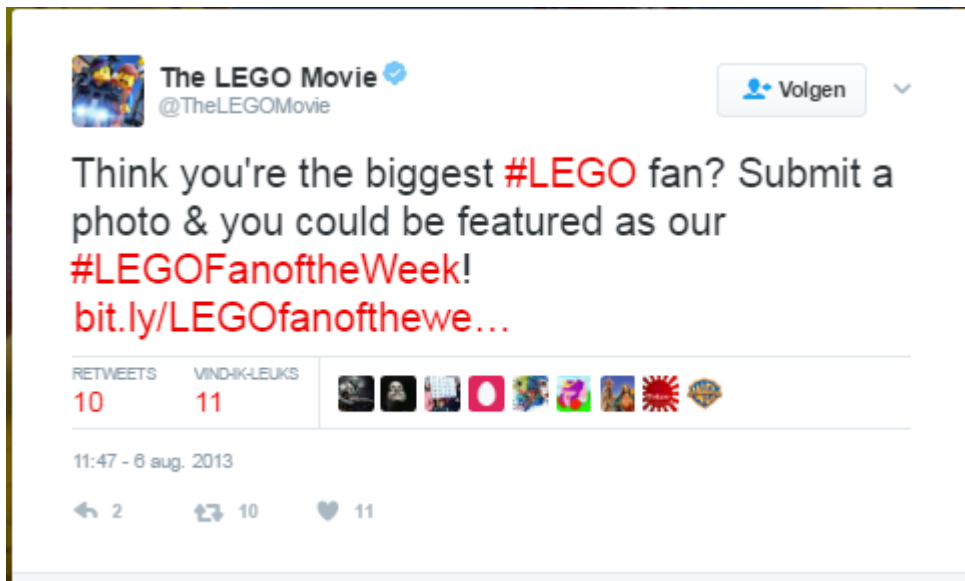 The LEGO Movie
@TheLEGOMovie
Volgen
Think you're the biggest #LEGO fan? Submit a
photo & you could be featured as our
#LEGOFanoftheWeek!
bit.ly/LEGOfanofthewe…
RETWEETS VIND-IK-LEUKS
10 11
11:47 - 6 aug. 2013
2 10 11